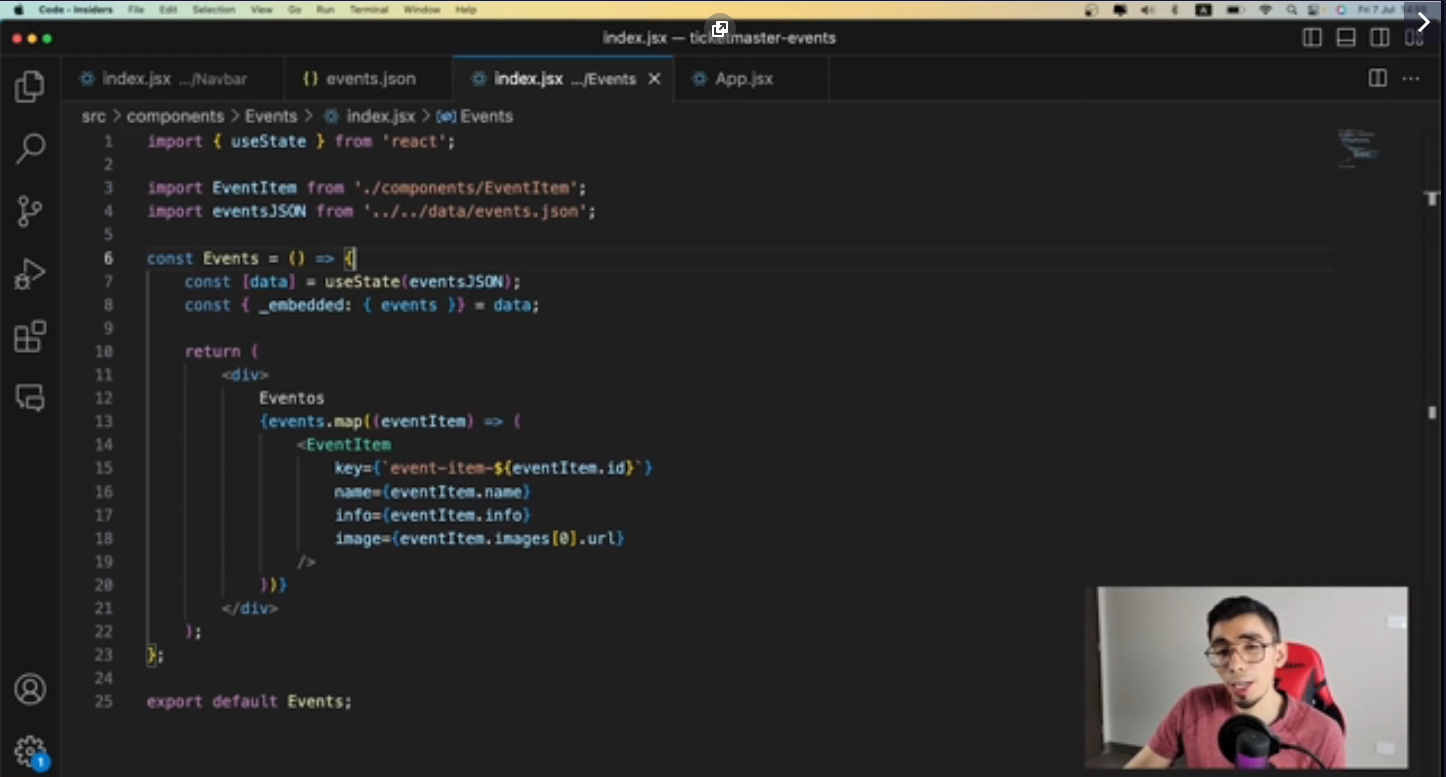 Code - Insiders File Edit Selection View Go Run Terminal Window Help Fri 7 Jul
index.jsx — ticketmaster-events
index.jsx .../Navbar
{} events.json
index.jsx .../Events ×
App.jsx
src > components > Events > index.jsx > Events
1 import { useState } from 'react';
2
3 import EventItem from './components/EventItem';
4 import eventsJSON from '../../data/events.json';
5
6 const Events = () => {
7 const [data] = useState(eventsJSON);
8 const { _embedded: { events }} = data;
9
10 return (
11 <div>
12 Eventos
13 {events.map((eventItem) => (
14 <EventItem
15 key={`event-item-${eventItem.id}`}
16 name={eventItem.name}
17 info={eventItem.info}
18 image={eventItem.images[0].url}
19 />
20 ))}
21 </div>
22 );
23 };
24
25 export default Events;
1